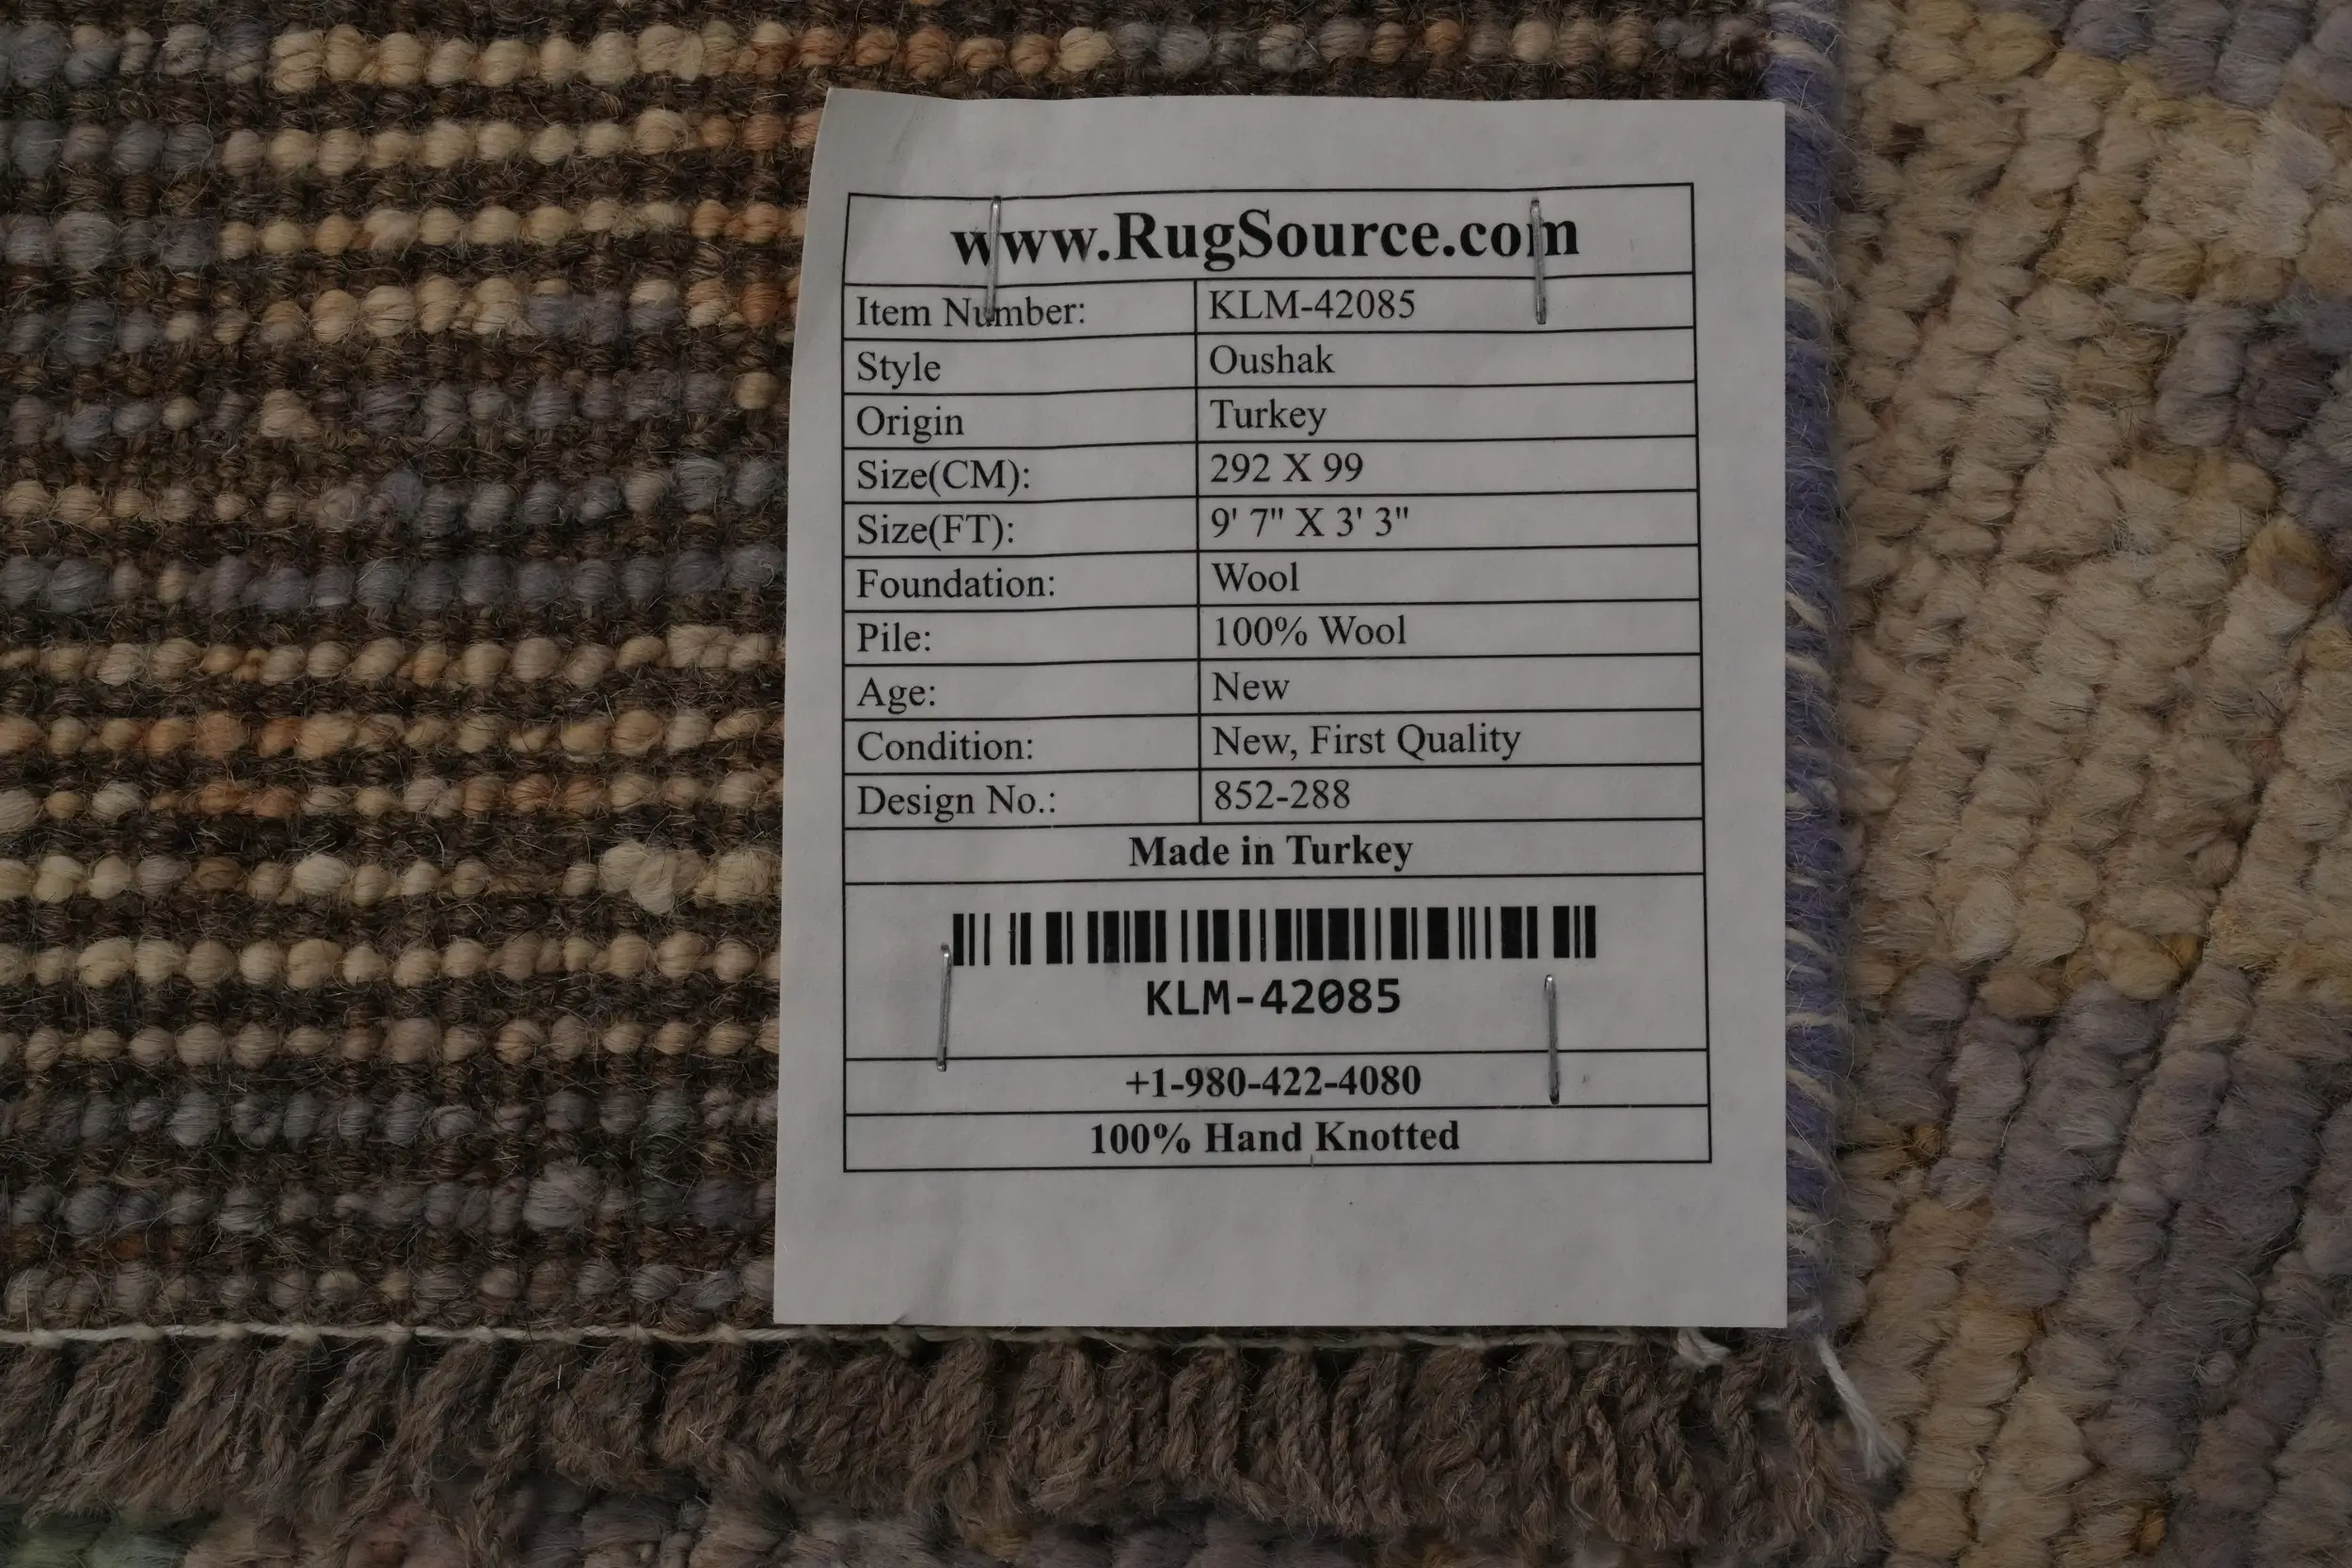 www.RugSource.com
Item Number: KLM-42085
Style Oushak
Origin Turkey
Size(CM): 292 X 99
Size(FT): 9' 7" X 3' 3"
Foundation: Wool
Pile: 100% Wool
Age: New
Condition: New, First Quality
Design No.: 852-288
Made in Turkey
KLM-42085
+1-980-422-4080
100% Hand Knotted